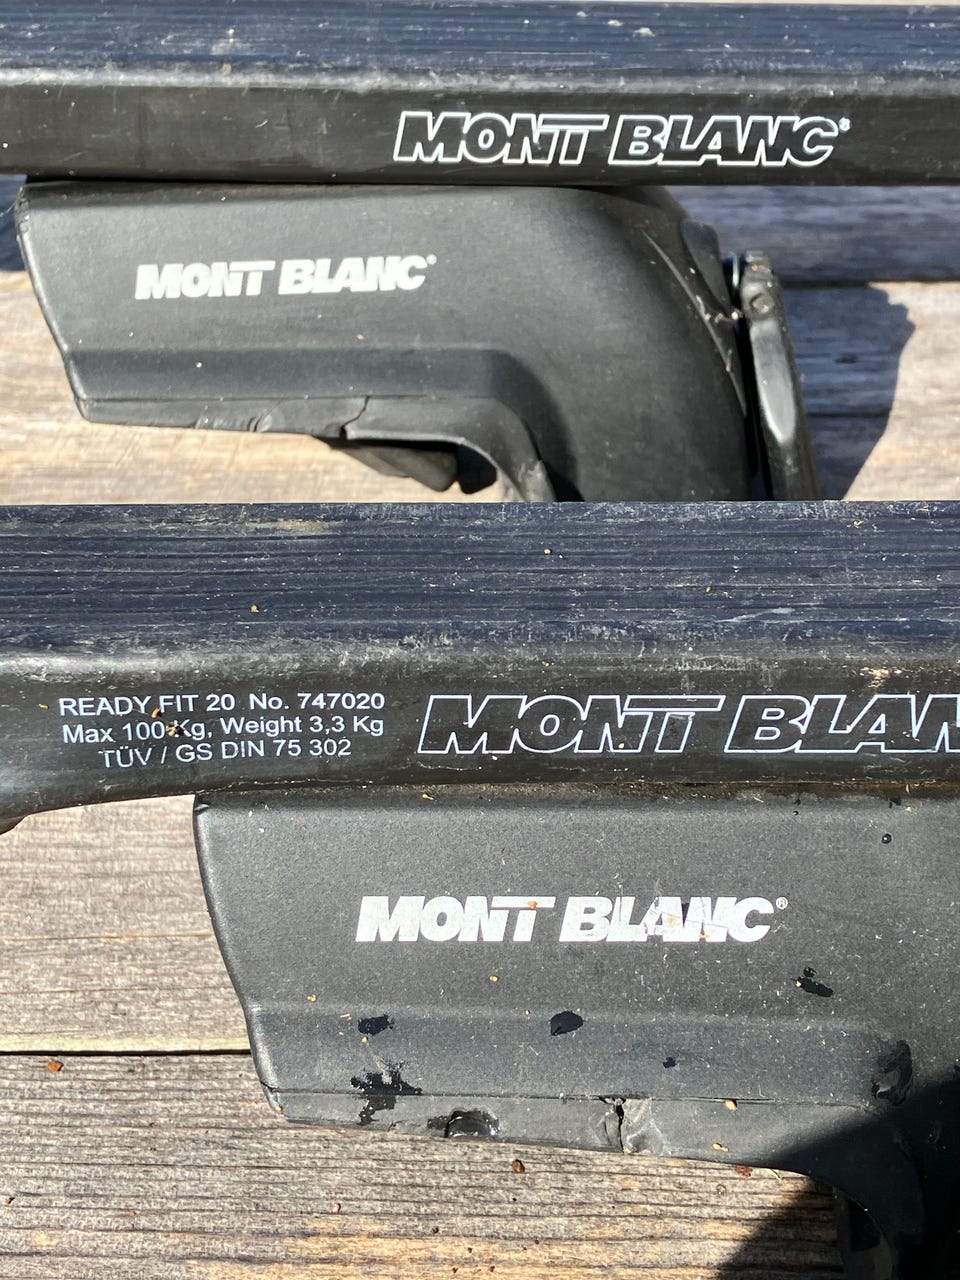 MONT BLANC®
MONT BLANC®
READY FIT 20 No. 747020
Max 100 Kg, Weight 3,3 Kg
TÜV / GS DIN 75 302
MONT BLAN
MONT BLANC®